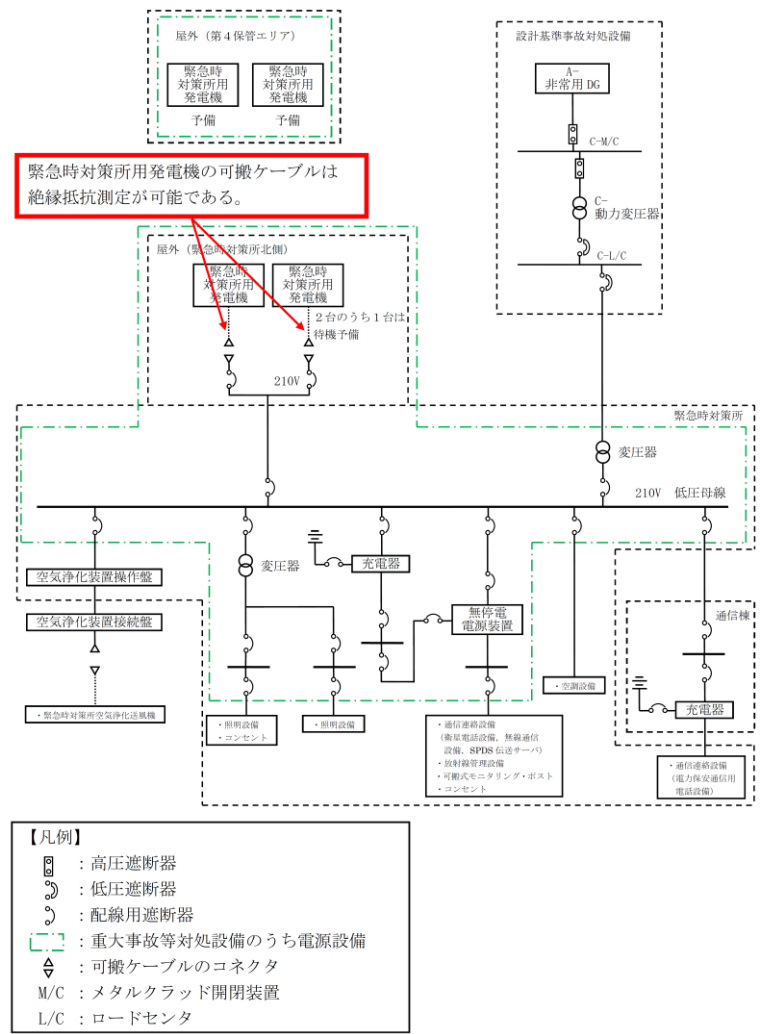 屋外（第４保管エリア）
緊急時
対策所用
発電機
緊急時
対策所用
発電機
予備
予備
設計基準事故対処設備
A-
非常用 DG
C-M/C
C-
動力変圧器
C-L/C
緊急時対策所用発電機の可搬ケーブルは
絶縁抵抗測定が可能である。
屋外（緊急時対策所北側）
緊急時
対策所用
発電機
緊急時
対策所用
発電機
２台のうち１台は
待機予備
210V
緊急時対策所
変圧器
210V 低圧母線
空気浄化装置操作盤
空気浄化装置接続盤
・緊急時対策所空気浄化送風機
変圧器
充電器
無停電
電源装置
・照明設備
・コンセント
・照明設備
・通信連絡設備
（衛星電話設備、無線通信
設備、SPDS 伝送サーバ）
・放射線管理設備
・可搬式モニタリング・ポスト
・コンセント
・空調設備
通信棟
充電器
・通信連絡設備
（電力保安通信用
電話設備）
【凡例】
：高圧遮断器
：低圧遮断器
：配線用遮断器
：重大事故等対処設備のうち電源設備
：可搬ケーブルのコネクタ
M/C ：メタルクラッド開閉装置
L/C ：ロードセンタ